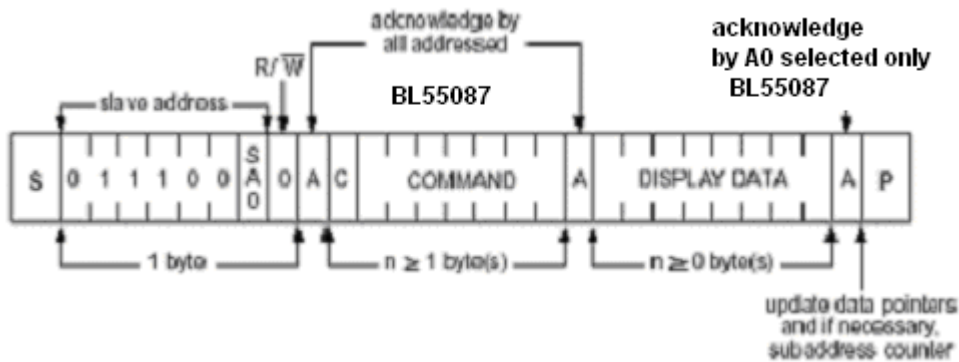 acknowledge by
all addressed
acknowledge
by A0 selected only
BL55087
R/W
BL55087
slave address
S 0 1 1 1 0 0 SA0 0 A C COMMAND A DISPLAY DATA A P
1 byte
n ≥ 1 byte(s)
n ≥ 0 byte(s)
update data pointers
and if necessary,
subaddress counter